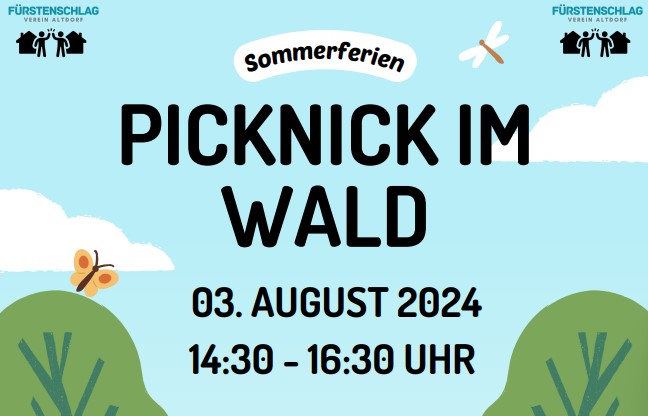 FÜRSTENSCHLAG
VEREIN ALTDORF
FÜRSTENSCHLAG
VEREIN ALTDORF
Sommerferien
PICKNICK IM
WALD
03. AUGUST 2024
14:30 - 16:30 UHR